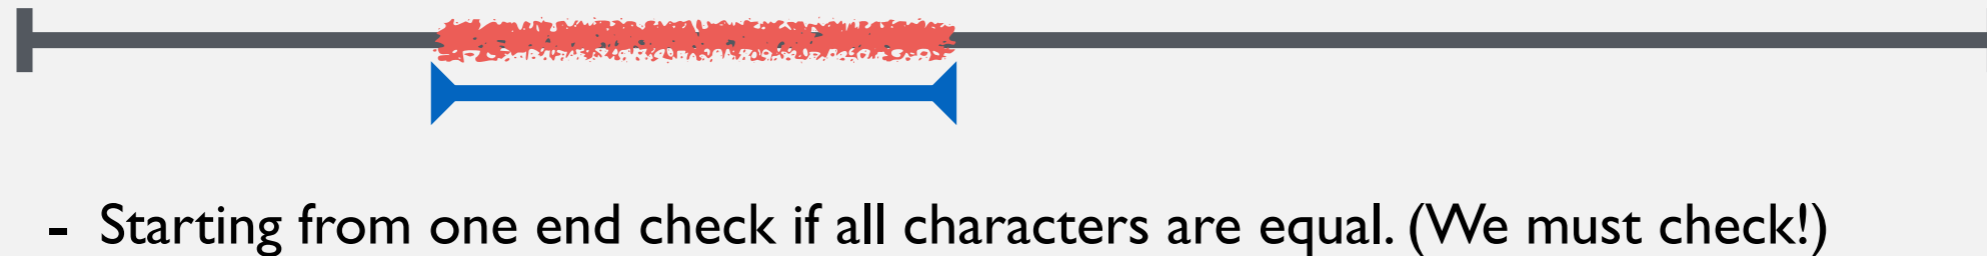 - Starting from one end check if all characters are equal. (We must check!)